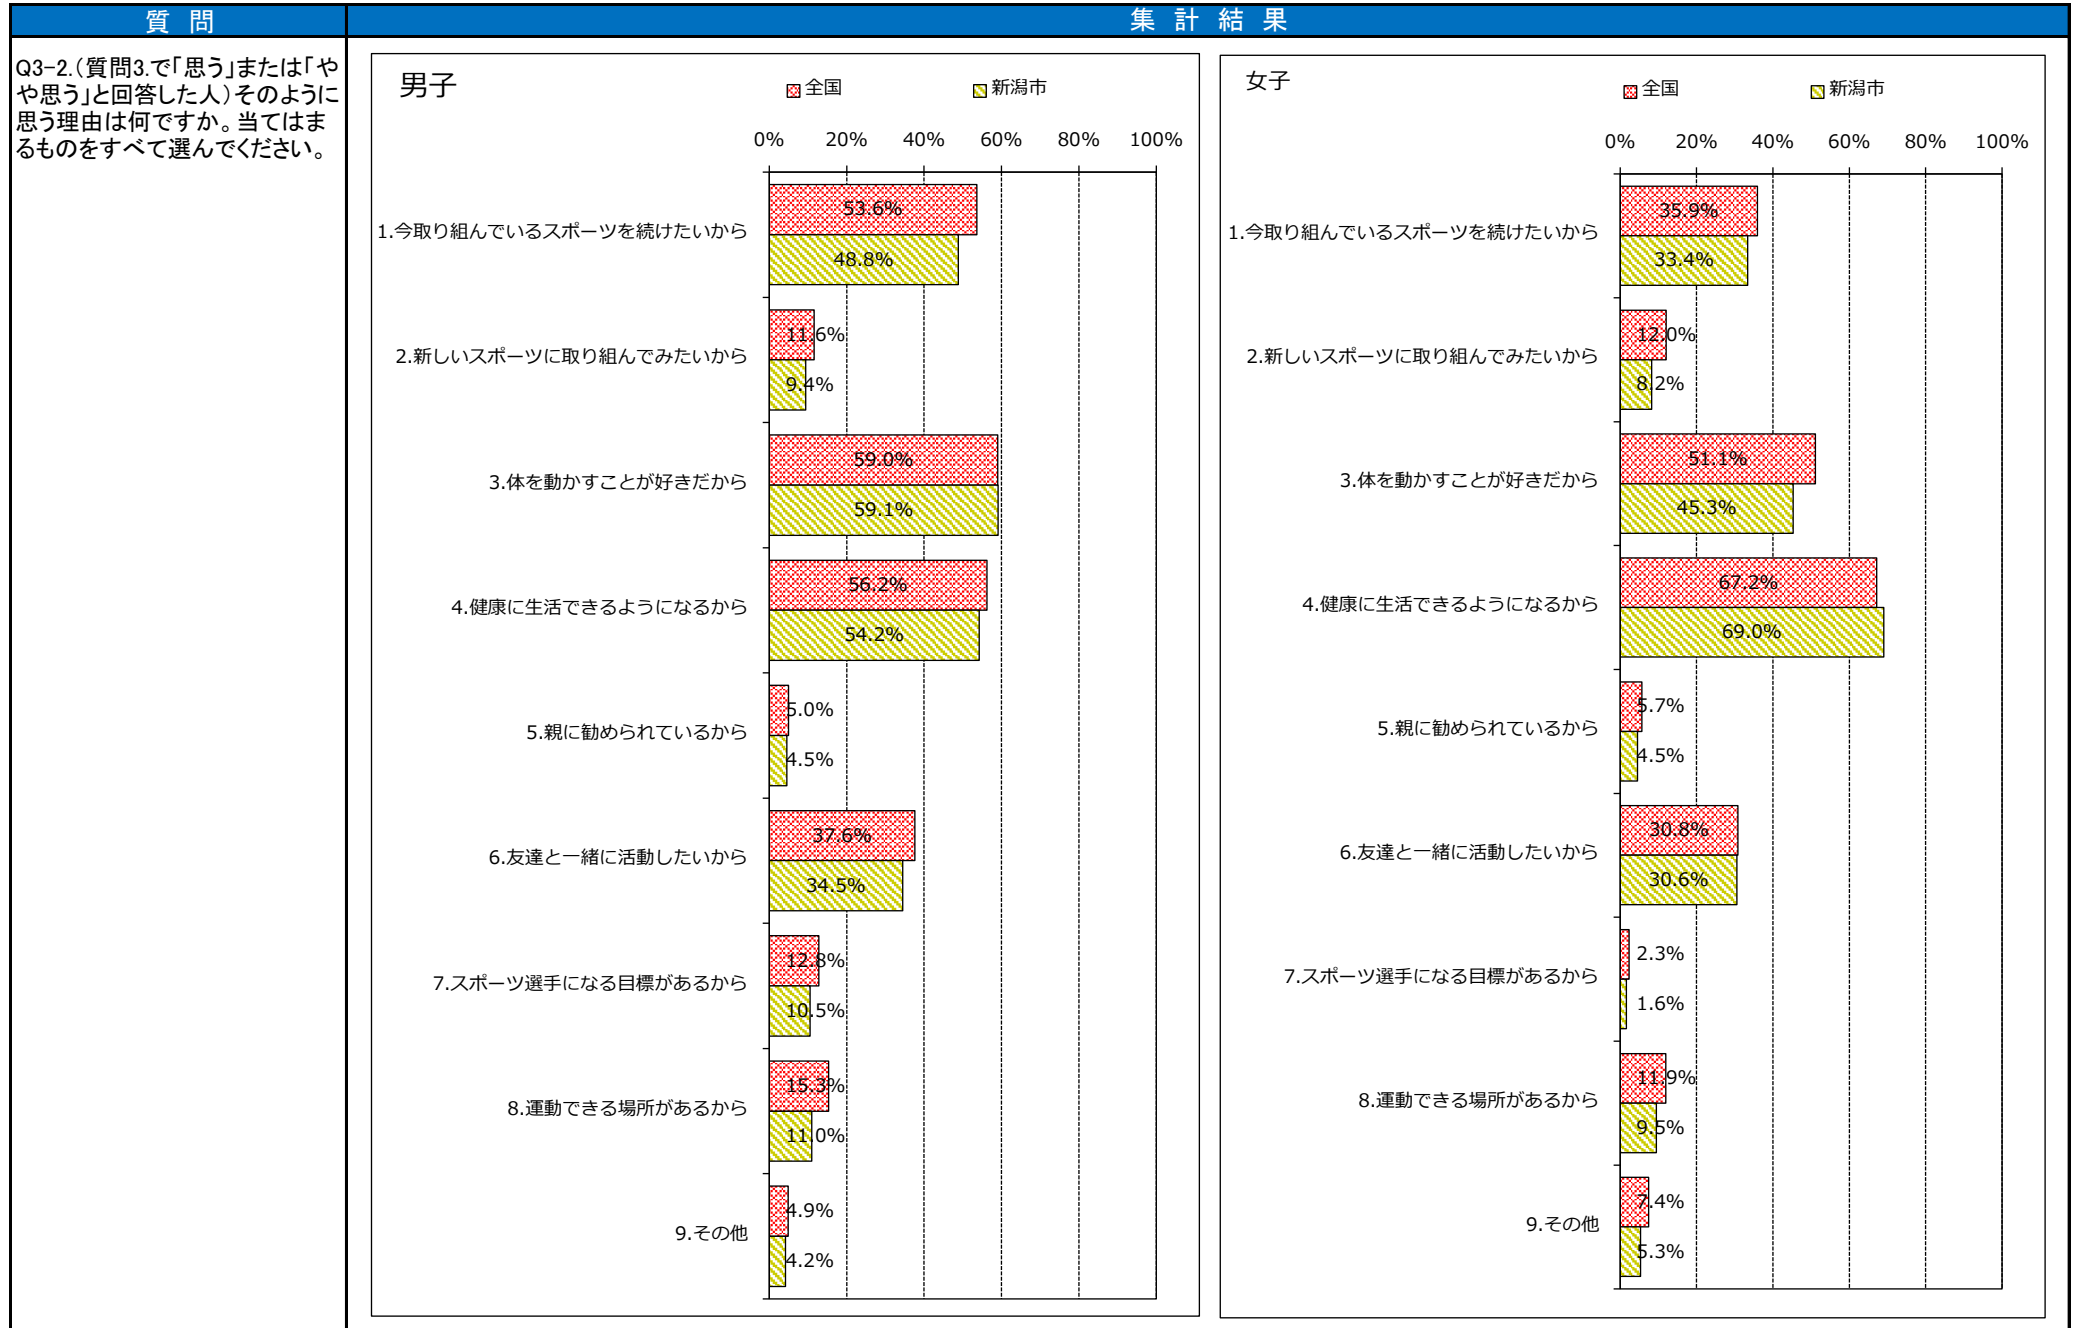 質 問
集 計 結 果
Q3-2.(質問3.で「思う」または「や
や思う」と回答した人)そのように
思う理由は何ですか。当てはま
るものをすべて選んでください。
男子
全国
新潟市
0% 20% 40% 60% 80% 100%
1.今取り組んでいるスポーツを続けたいから
53.6%
48.8%
2.新しいスポーツに取り組んでみたいから
11.6%
9.4%
3.体を動かすことが好きだから
59.0%
59.1%
4.健康に生活できるようになるから
56.2%
54.2%
5.親に勧められているから
5.0%
4.5%
6.友達と一緒に活動したいから
37.6%
34.5%
7.スポーツ選手になる目標があるから
12.8%
10.5%
8.運動できる場所があるから
15.3%
11.0%
9.その他
4.9%
4.2%
女子
全国
新潟市
0% 20% 40% 60% 80% 100%
1.今取り組んでいるスポーツを続けたいから
35.9%
33.4%
2.新しいスポーツに取り組んでみたいから
12.0%
8.2%
3.体を動かすことが好きだから
51.1%
45.3%
4.健康に生活できるようになるから
67.2%
69.0%
5.親に勧められているから
5.7%
4.5%
6.友達と一緒に活動したいから
30.8%
30.6%
7.スポーツ選手になる目標があるから
2.3%
1.6%
8.運動できる場所があるから
11.9%
9.5%
9.その他
7.4%
5.3%